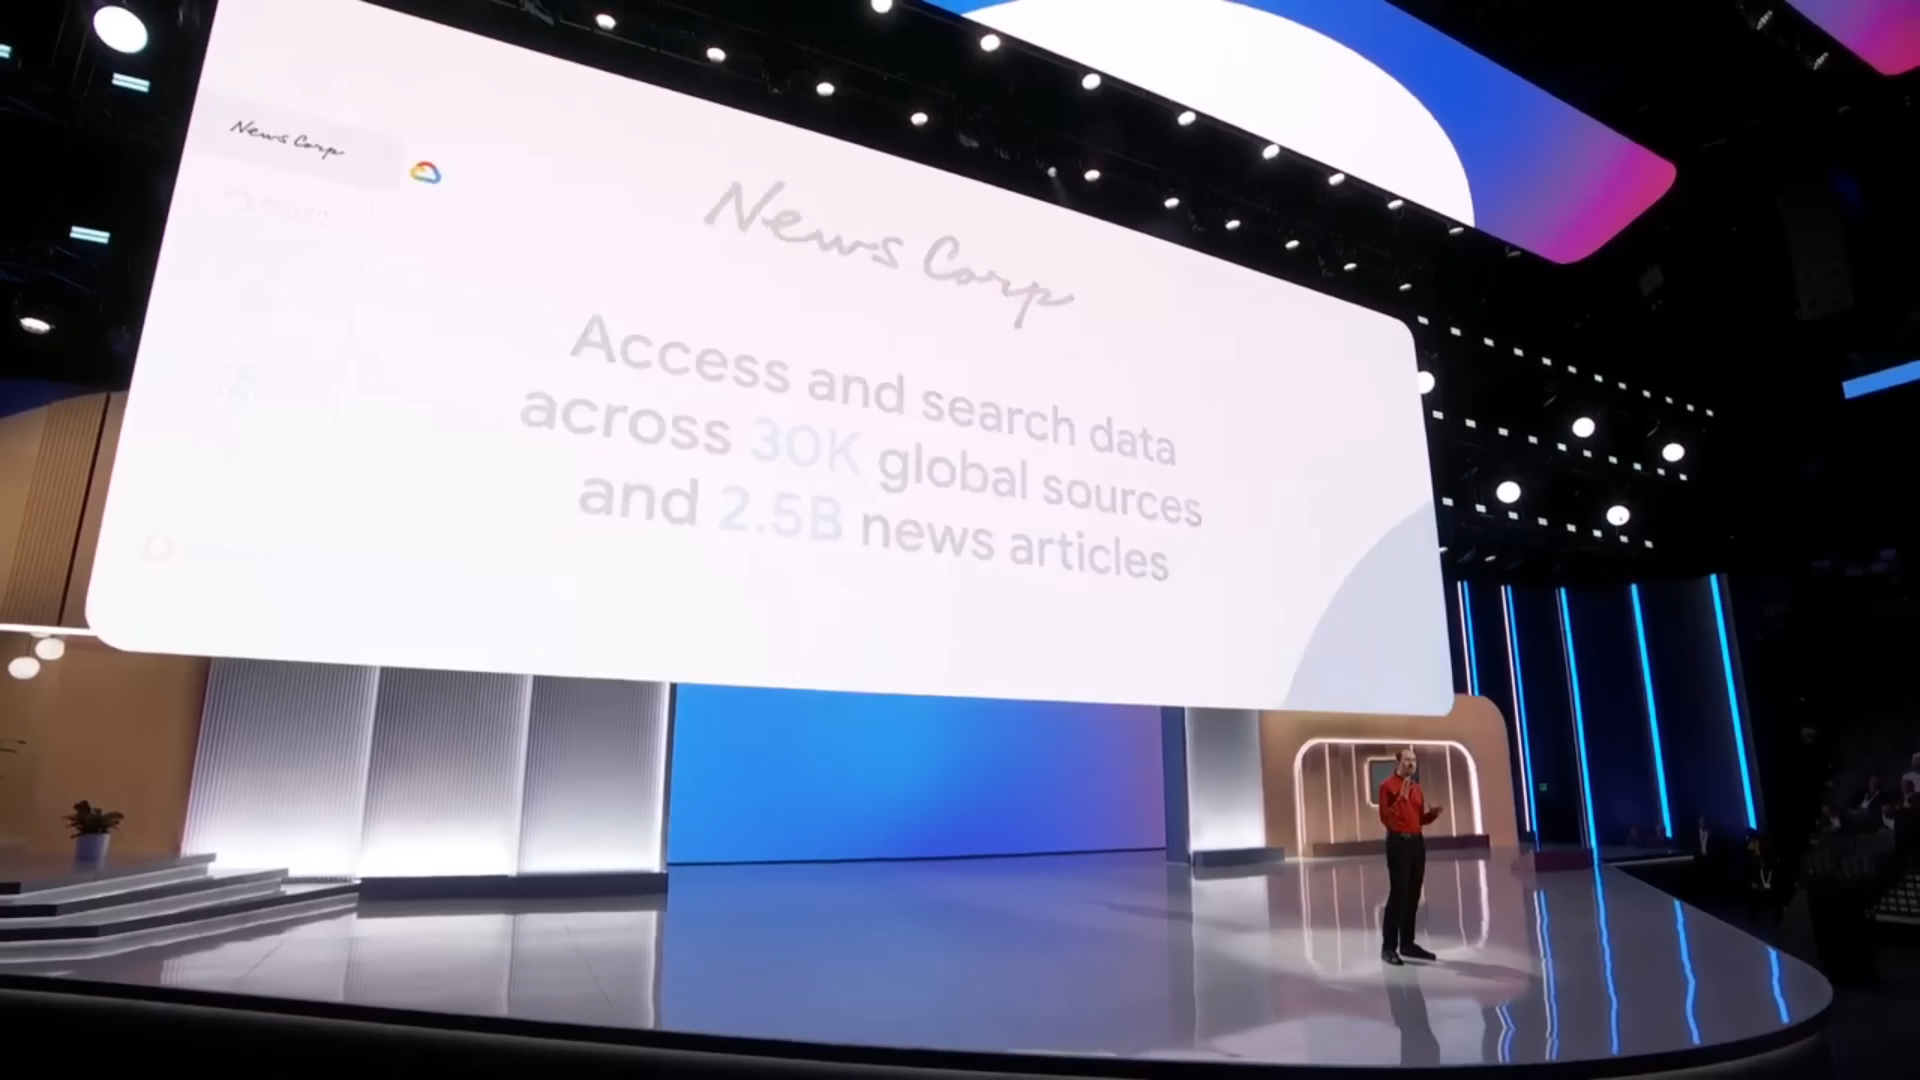 News Corp
News Corp
Access and search data
across 30K global sources
and 2.5B news articles